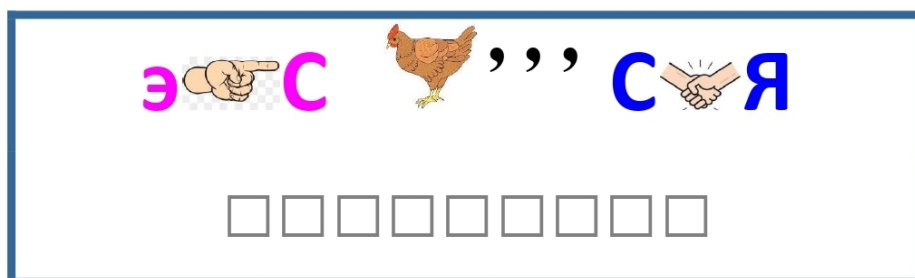 э С , , , С Я